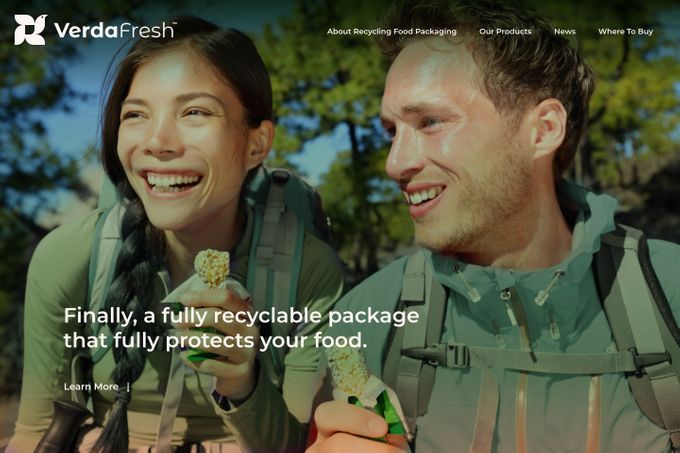 VerdaFresh™
About Recycling Food Packaging
Our Products
News
Where To Buy
Finally, a fully recyclable package
that fully protects your food.
Learn More ↓